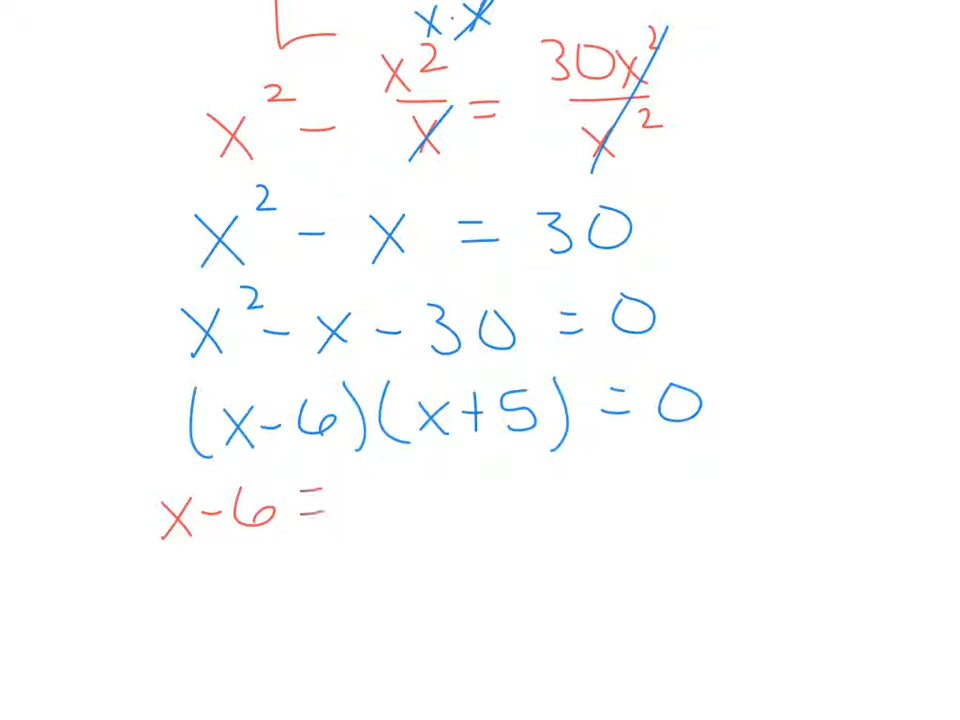 x · x
x² - x²/x = 30x²/x²
x² - x = 30
x² - x - 30 = 0
(x-6)(x+5) = 0
x-6 =